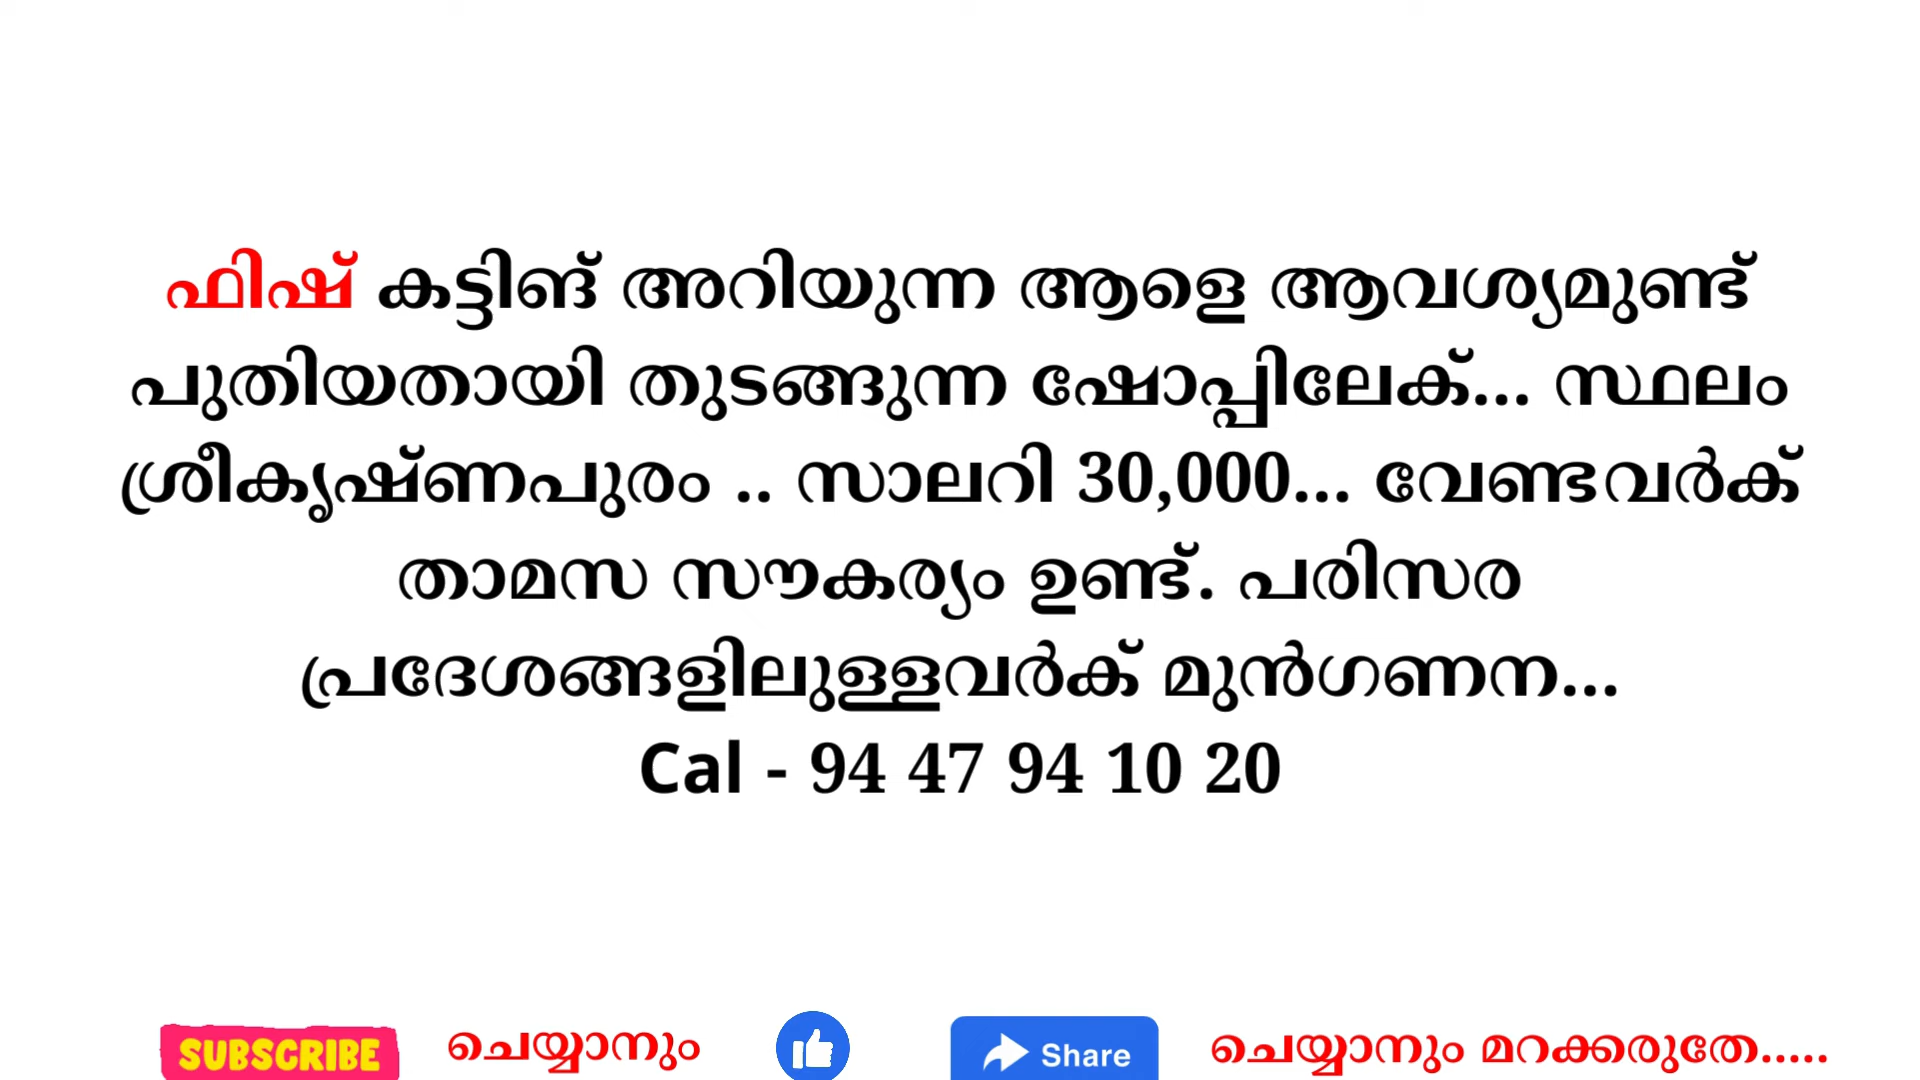 ഫിഷ് കട്ടിങ് അറിയുന്ന ആളെ ആവശ്യമുണ്ട്
പുതിയതായി തുടങ്ങുന്ന ഷോപ്പിലേക്... സ്ഥലം
ശ്രീകൃഷ്ണപുരം .. സാലറി 30,000... വേണ്ടവർക്
താമസ സൗകര്യം ഉണ്ട്. പരിസര
പ്രദേശങ്ങളിലുള്ളവർക് മുൻഗണന...
Cal - 94 47 94 10 20
SUBSCRIBE ചെയ്യാനും Share ചെയ്യാനും മറക്കരുതേ.....